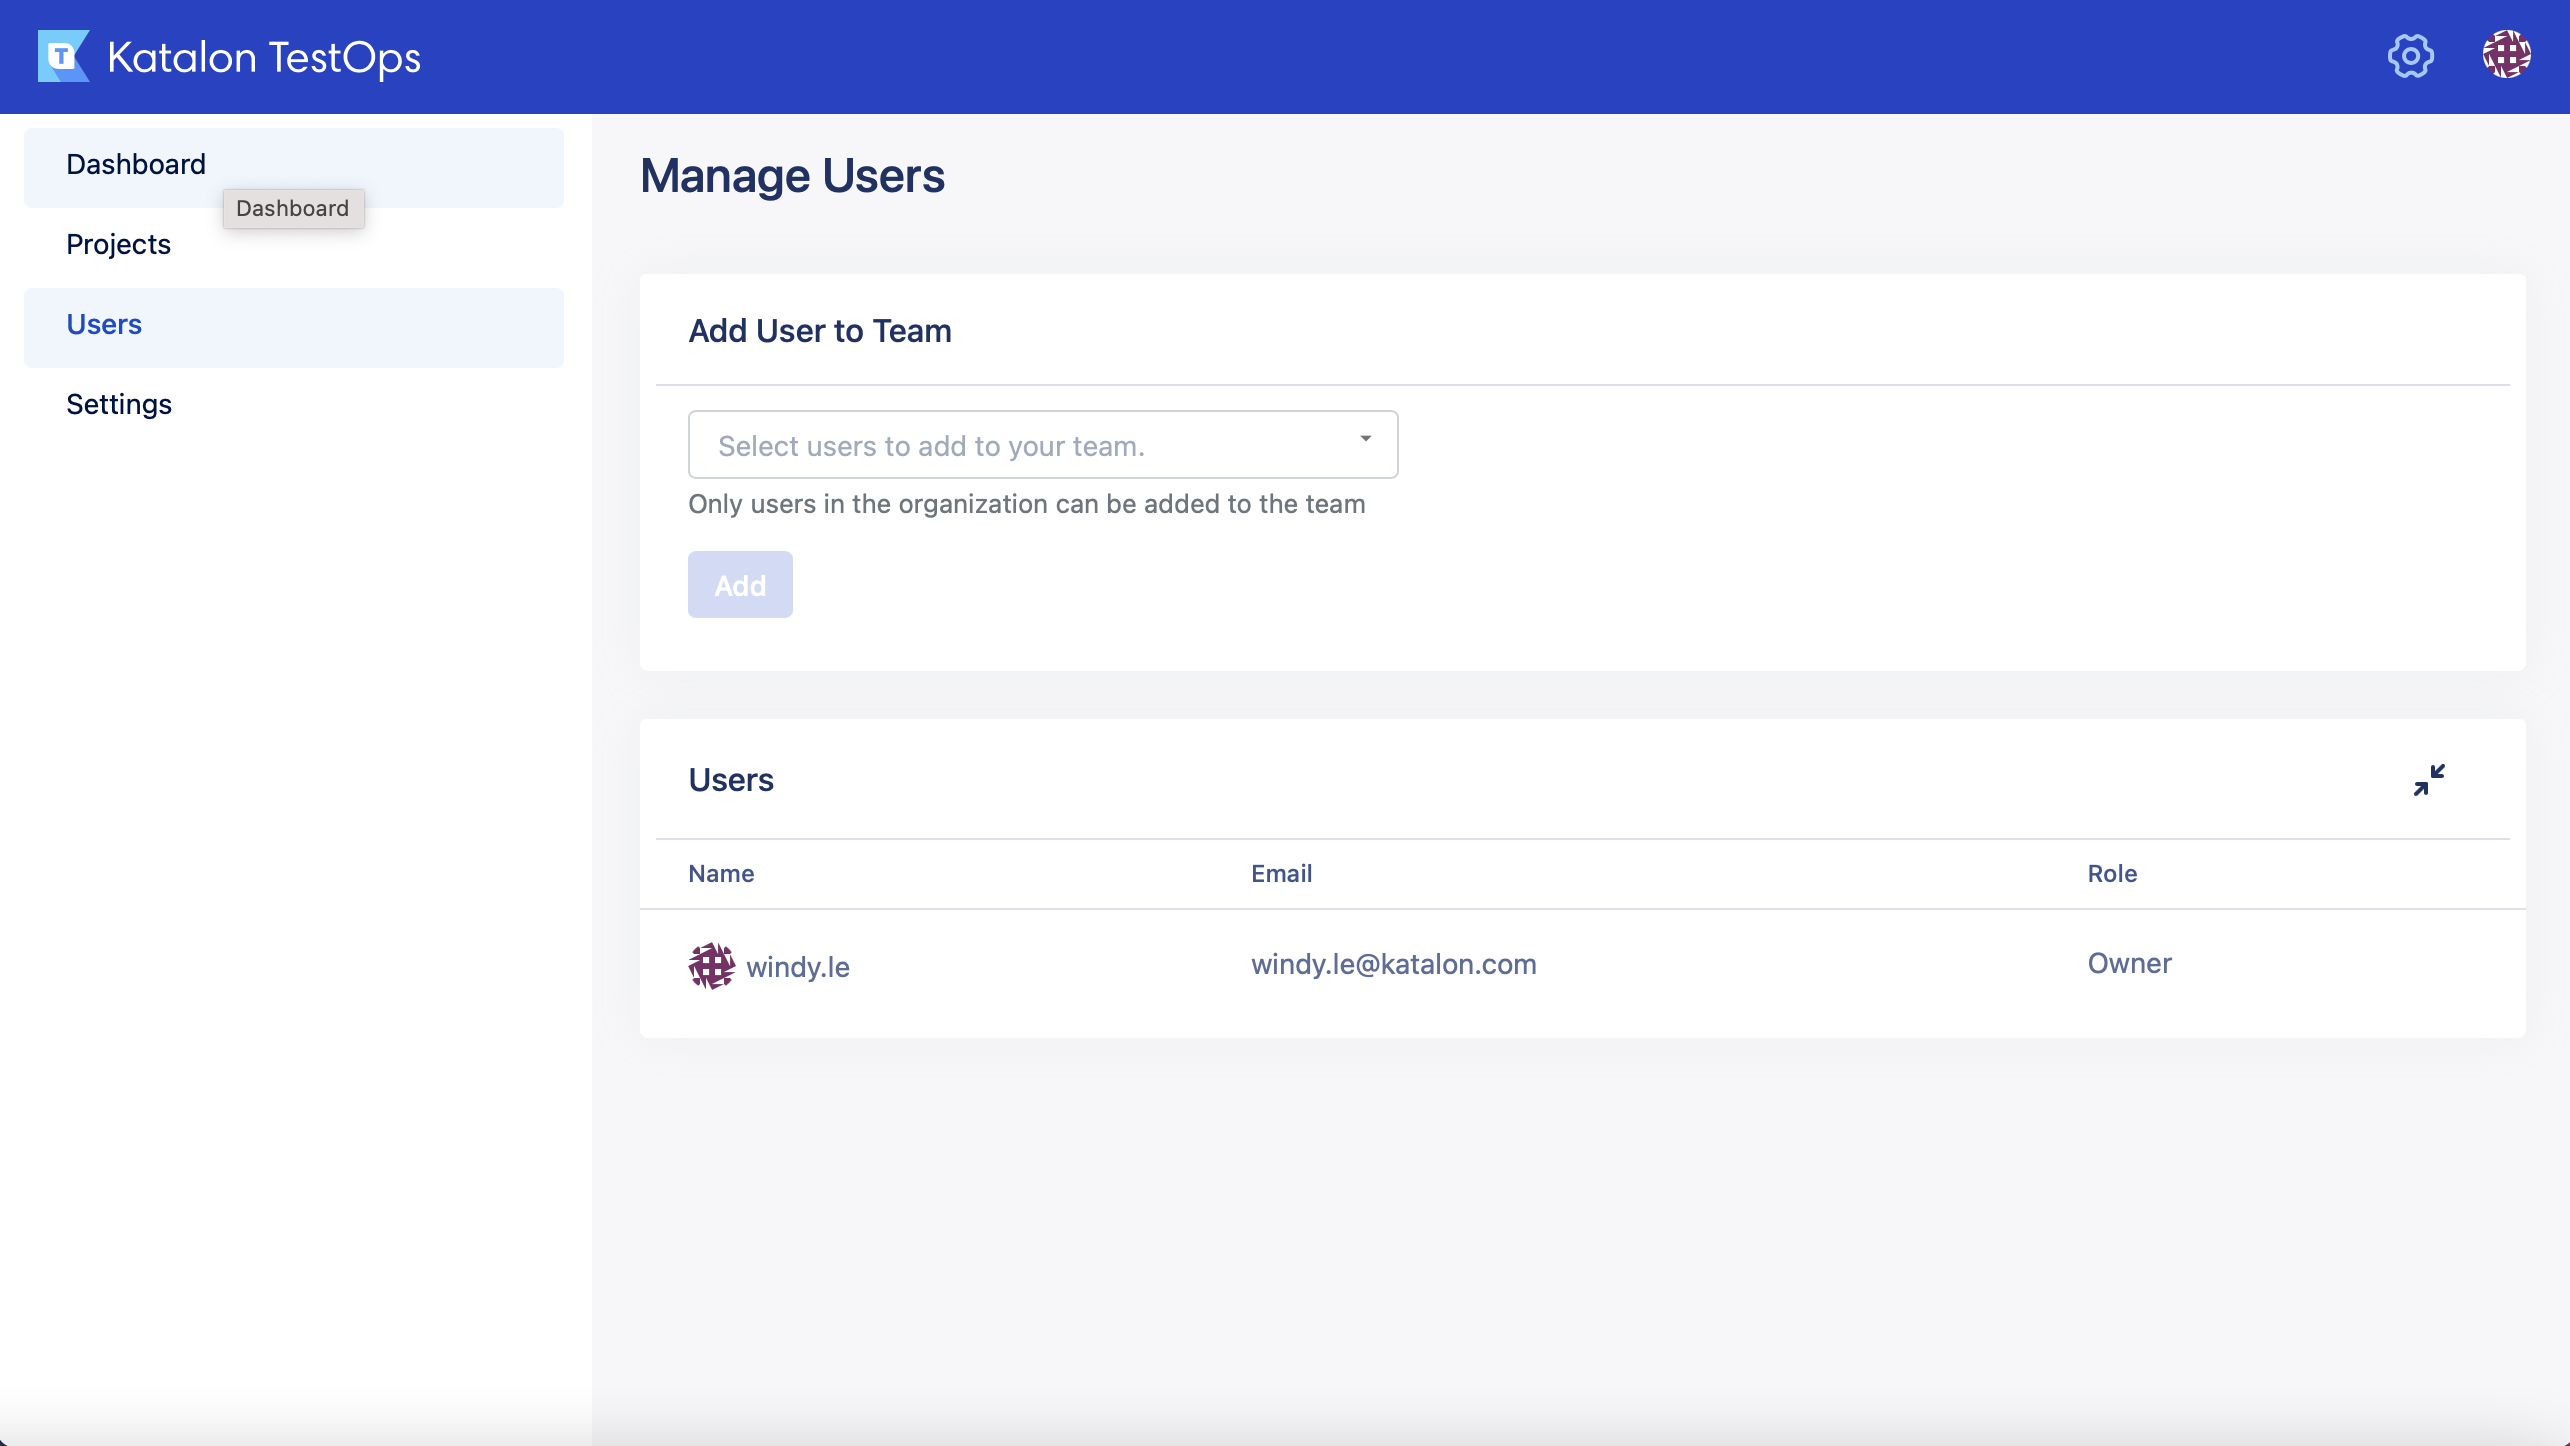 Katalon TestOps
Dashboard
Dashboard
Projects
Users
Settings
Manage Users
Add User to Team
Select users to add to your team.
Only users in the organization can be added to the team
Add
Users
Name Email Role
windy.le windy.le@katalon.com Owner